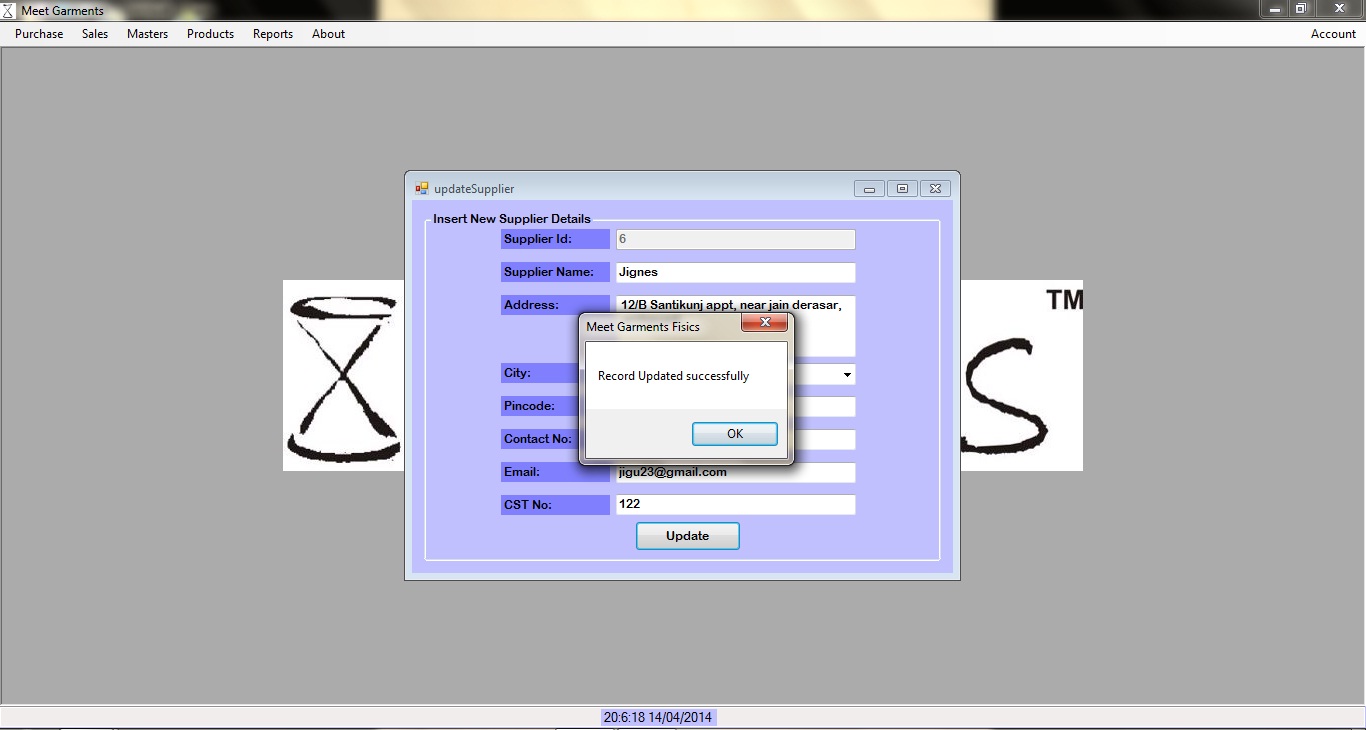 Meet Garments
Purchase Sales Masters Products Reports About Account
updateSupplier
Insert New Supplier Details
Supplier Id: 6
Supplier Name: Jignes
Address: 12/B Santikunj appt, near jain derasar,
Meet Garments Fisics
Record Updated successfully
OK
City:
Pincode:
Contact No:
Email: jigu23@gmail.com
CST No: 122
Update
TM
S
20:6:18 14/04/2014